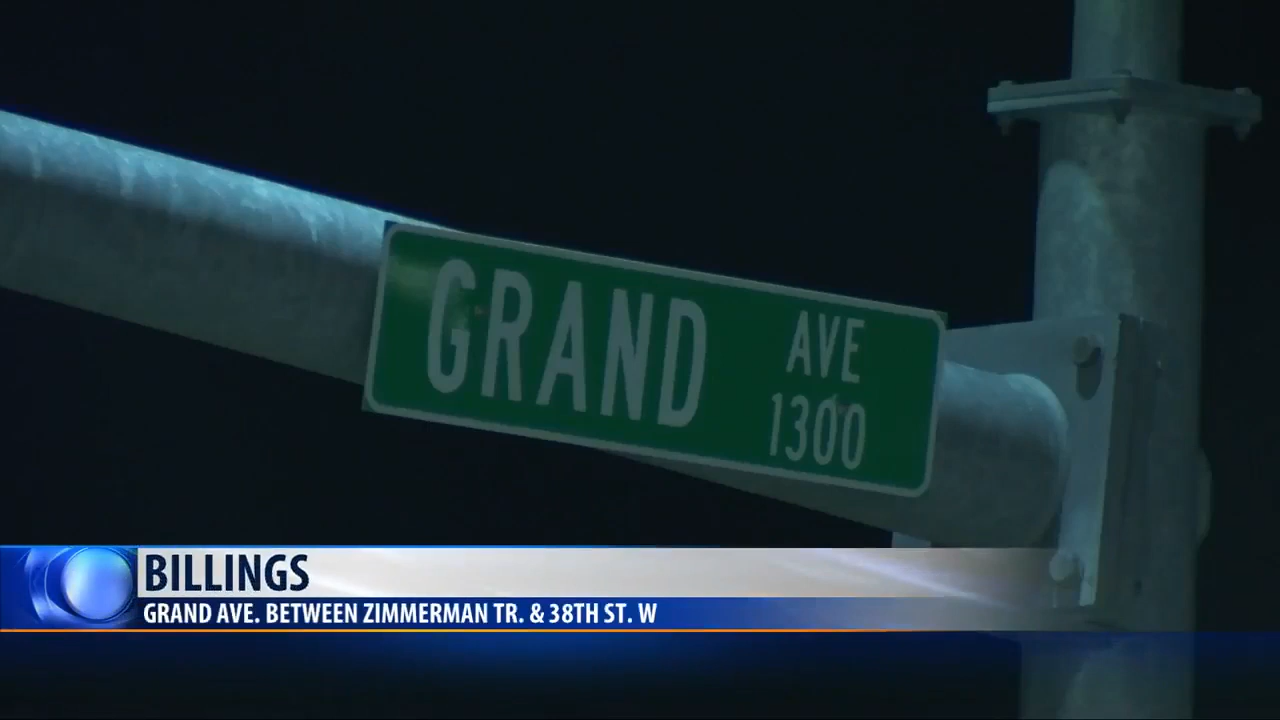 GRAND AVE
1300
BILLINGS
GRAND AVE. BETWEEN ZIMMERMAN TR. & 38TH ST. W